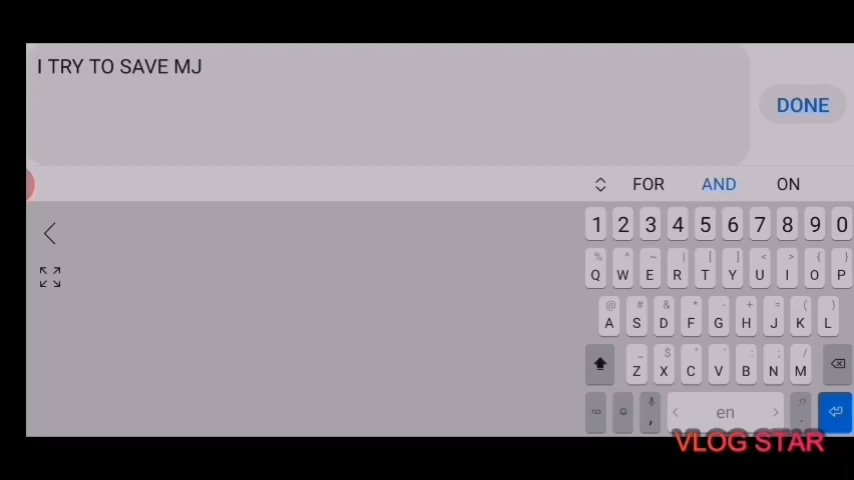 I TRY TO SAVE MJ
DONE
FOR AND ON
1 2 3 4 5 6 7 8 9 0
% ^ ~ | [ ] < > { }
Q W E R T Y U I O P
@ # & * - + = ( )
A S D F G H J K L
_ $ " ' : ; /
Z X C V B N M
, en .
VLOG STAR